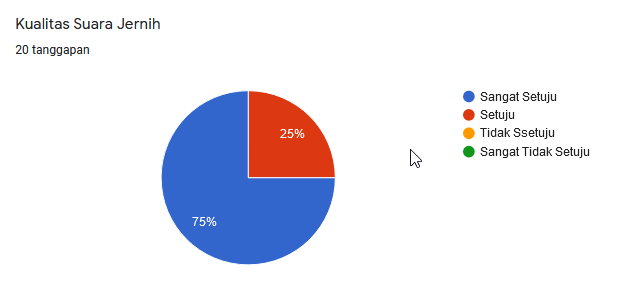 Kualitas Suara Jernih
20 tanggapan
25%
75%
Sangat Setuju
Setuju
Tidak Ssetuju
Sangat Tidak Setuju